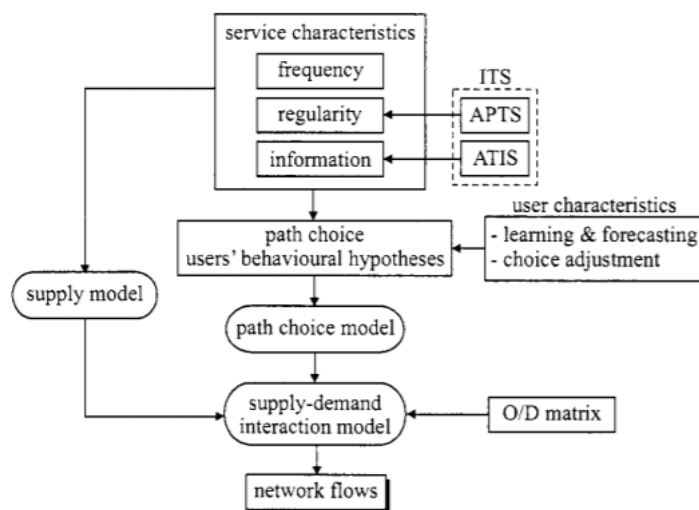 service characteristics
frequency
ITS
regularity
APTS
information
ATIS
user characteristics
path choice
users' behavioural hypotheses
- learning & forecasting
- choice adjustment
supply model
path choice model
supply-demand
interaction model
O/D matrix
network flows